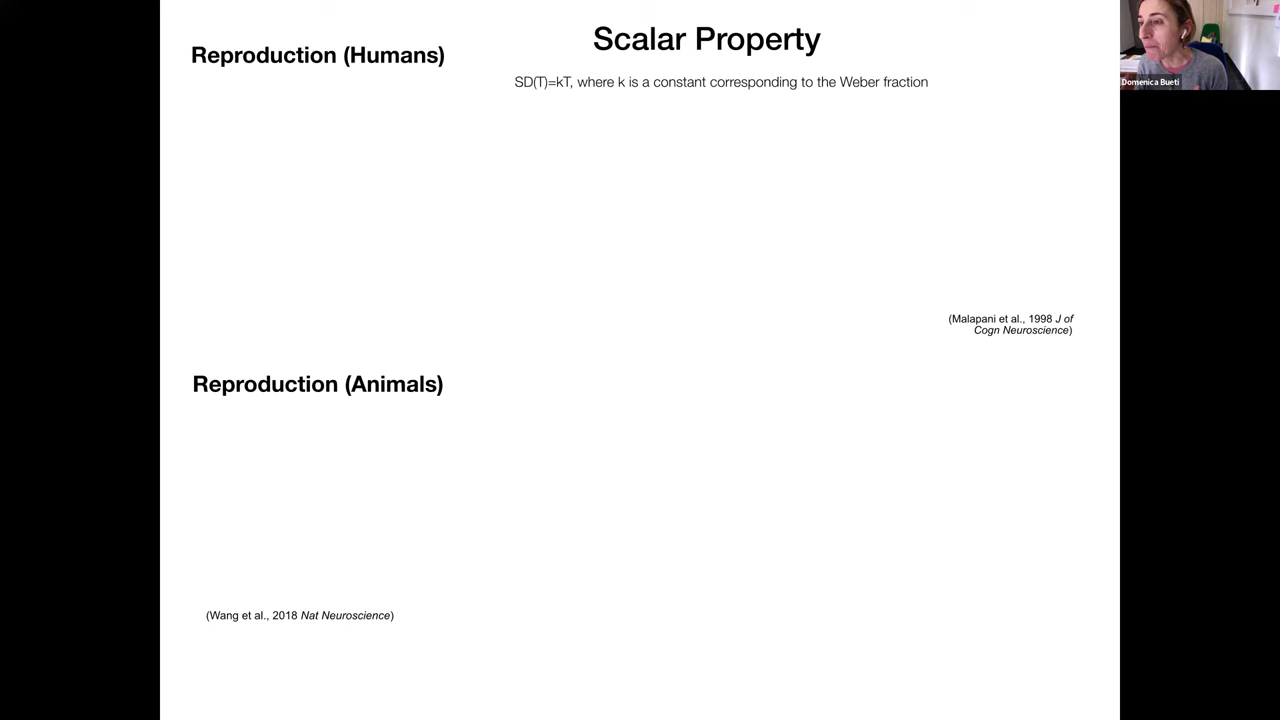 Scalar Property
Reproduction (Humans)
SD(T)=kT, where k is a constant corresponding to the Weber fraction
Domenica Bueti
(Malapani et al., 1998 J of
Cogn Neuroscience)
Reproduction (Animals)
(Wang et al., 2018 Nat Neuroscience)